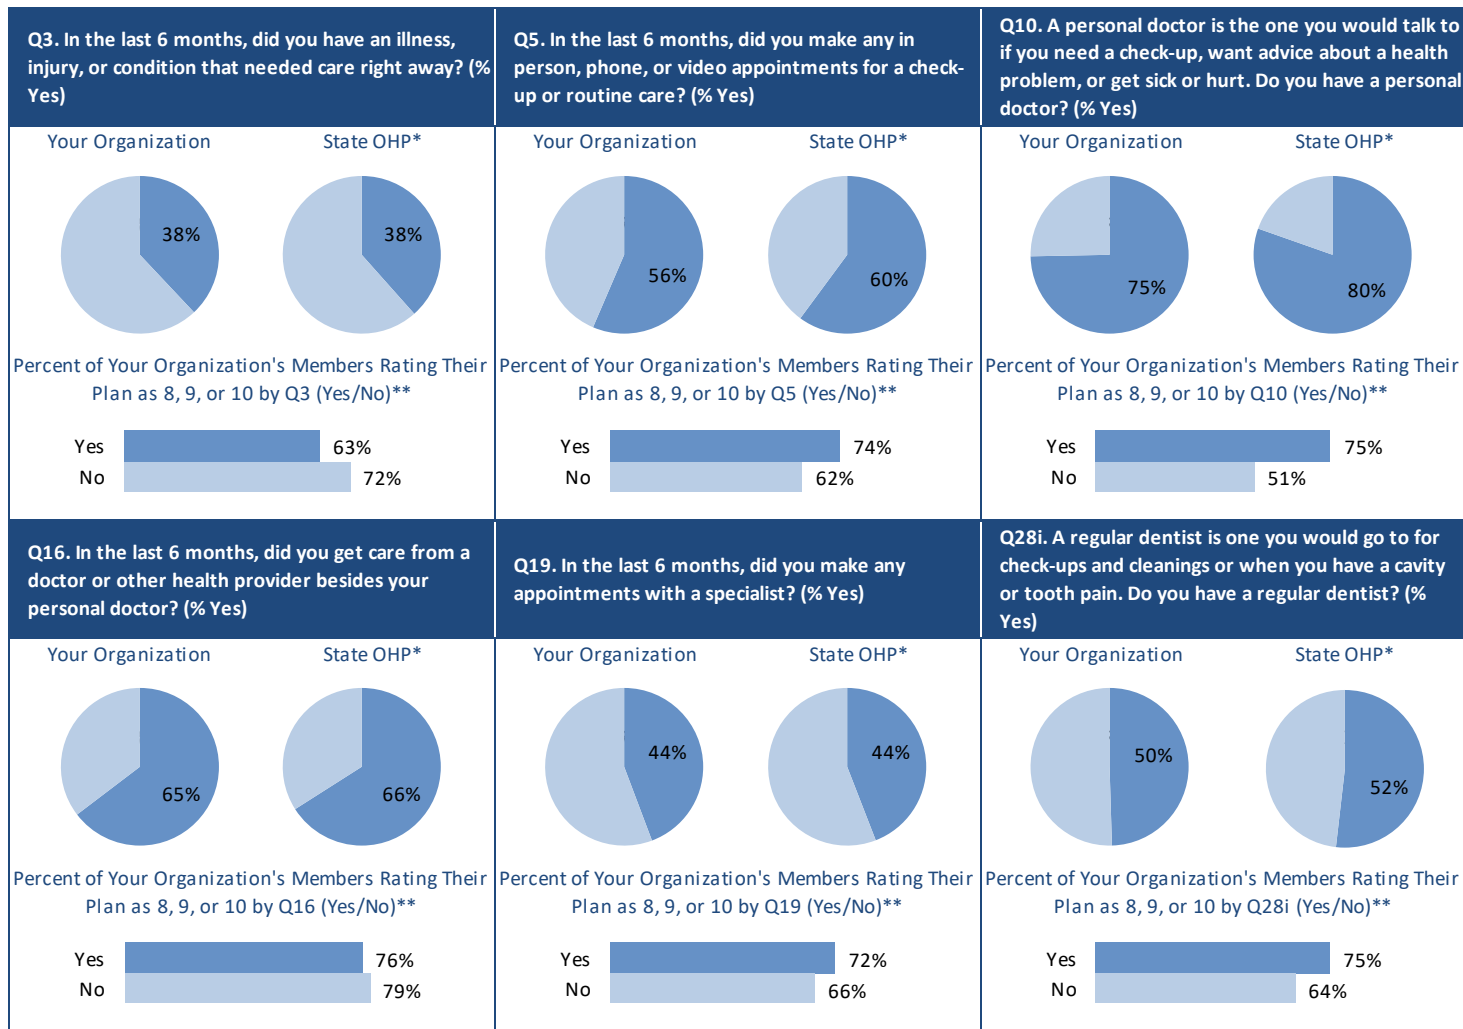 Q3. In the last 6 months, did you have an illness,
injury, or condition that needed care right away? (%
Yes)
Your Organization
State OHP*
38%
38%
Percent of Your Organization's Members Rating Their
Plan as 8, 9, or 10 by Q3 (Yes/No)**
Yes
63%
No
72%
Q5. In the last 6 months, did you make any in
person, phone, or video appointments for a check-
up or routine care? (% Yes)
Your Organization
State OHP*
56%
60%
Percent of Your Organization's Members Rating Their
Plan as 8, 9, or 10 by Q5 (Yes/No)**
Yes
74%
No
62%
Q10. A personal doctor is the one you would talk to
if you need a check-up, want advice about a health
problem, or get sick or hurt. Do you have a personal
doctor? (% Yes)
Your Organization
State OHP*
75%
80%
Percent of Your Organization's Members Rating Their
Plan as 8, 9, or 10 by Q10 (Yes/No)**
Yes
75%
No
51%
Q16. In the last 6 months, did you get care from a
doctor or other health provider besides your
personal doctor? (% Yes)
Your Organization
State OHP*
65%
66%
Percent of Your Organization's Members Rating Their
Plan as 8, 9, or 10 by Q16 (Yes/No)**
Yes
76%
No
79%
Q19. In the last 6 months, did you make any
appointments with a specialist? (% Yes)
Your Organization
State OHP*
44%
44%
Percent of Your Organization's Members Rating Their
Plan as 8, 9, or 10 by Q19 (Yes/No)**
Yes
72%
No
66%
Q28i. A regular dentist is one you would go to for
check-ups and cleanings or when you have a cavity
or tooth pain. Do you have a regular dentist? (%
Yes)
Your Organization
State OHP*
50%
52%
Percent of Your Organization's Members Rating Their
Plan as 8, 9, or 10 by Q28i (Yes/No)**
Yes
75%
No
64%